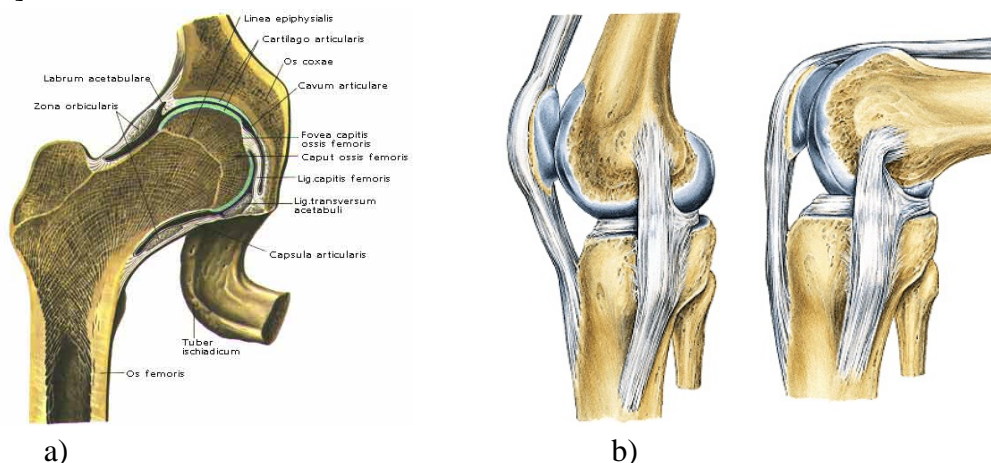 Linea epiphysialis
Cartilago articularis
Os coxae
Labrum acetabulare
Cavum articulare
Zona orbicularis
Fovea capitis
ossis femoris
Caput ossis femoris
Lig.capitis femoris
Lig.transversum
acetabuli
Capsula articularis
Tuber
ischiadicum
Os femoris
a)
b)